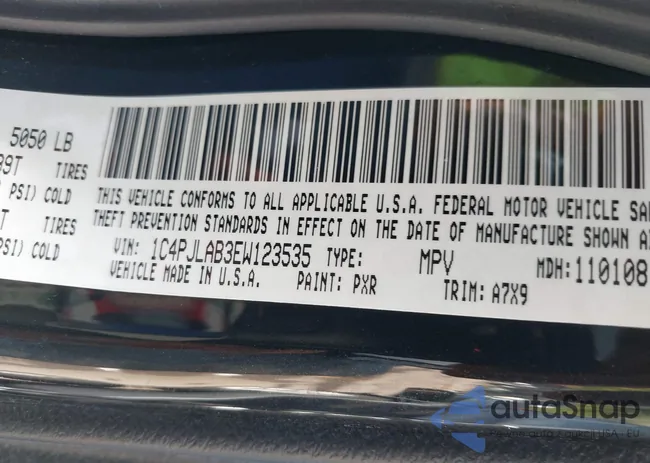 5050 LB
99T TIRES
PSI) COLD
THIS VEHICLE CONFORMS TO ALL APPLICABLE U.S.A. FEDERAL MOTOR VEHICLE SA
THEFT PREVENTION STANDARDS IN EFFECT ON THE DATE OF MANUFACTURE SHOWN A
T TIRES
PSI) COLD
VIN: 1C4PJLAB3EW123535 TYPE: MPV MDH: 110108
VEHICLE MADE IN U.S.A. PAINT: PXR TRIM: A7X9
autoSnap